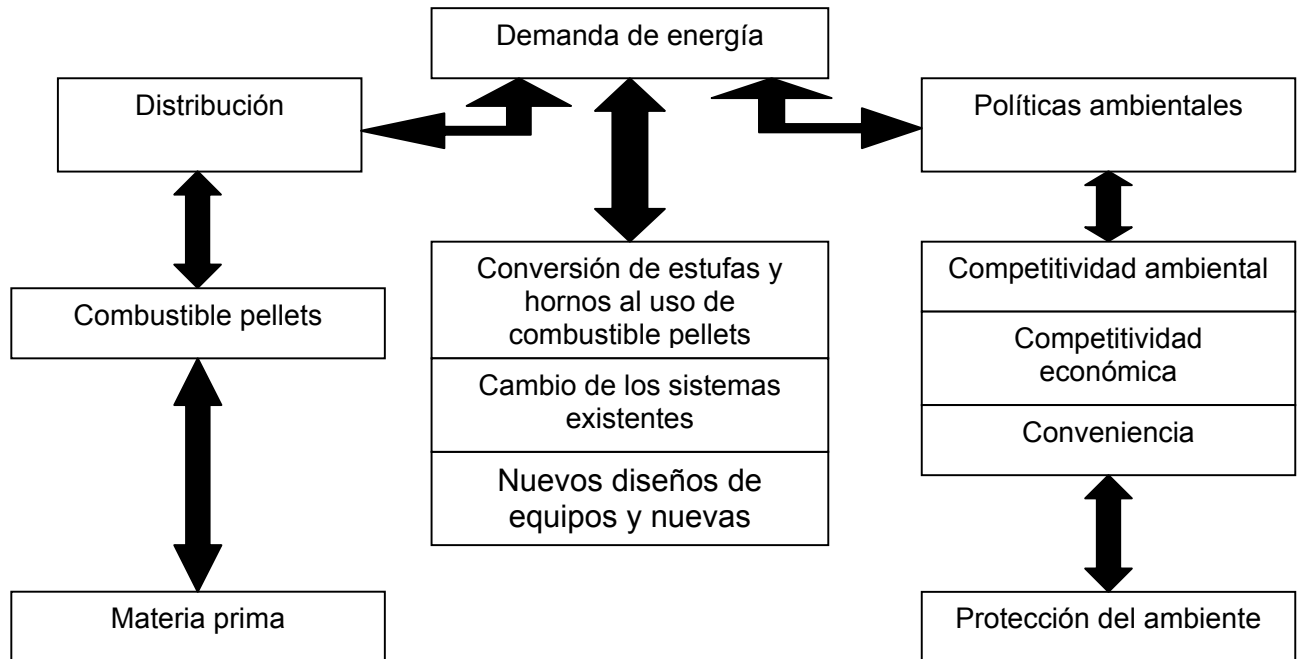 Demanda de energía
Distribución
Políticas ambientales
Conversión de estufas y
hornos al uso de
combustible pellets
Competitividad ambiental
Combustible pellets
Competitividad
económica
Cambio de los sistemas
existentes
Conveniencia
Nuevos diseños de
equipos y nuevas
Materia prima
Protección del ambiente